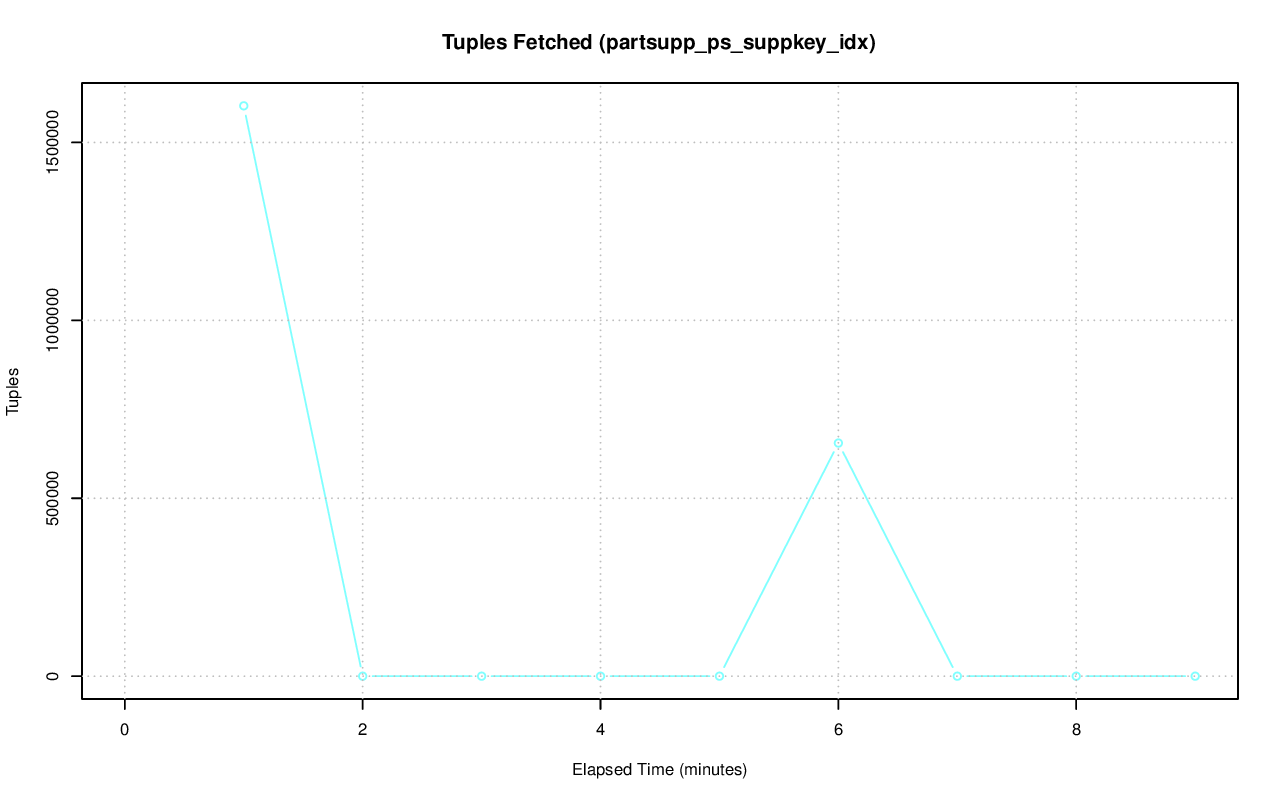 Tuples Fetched (partsupp_ps_suppkey_idx)
1500000
1000000
500000
0
Tuples
0 2 4 6 8
Elapsed Time (minutes)